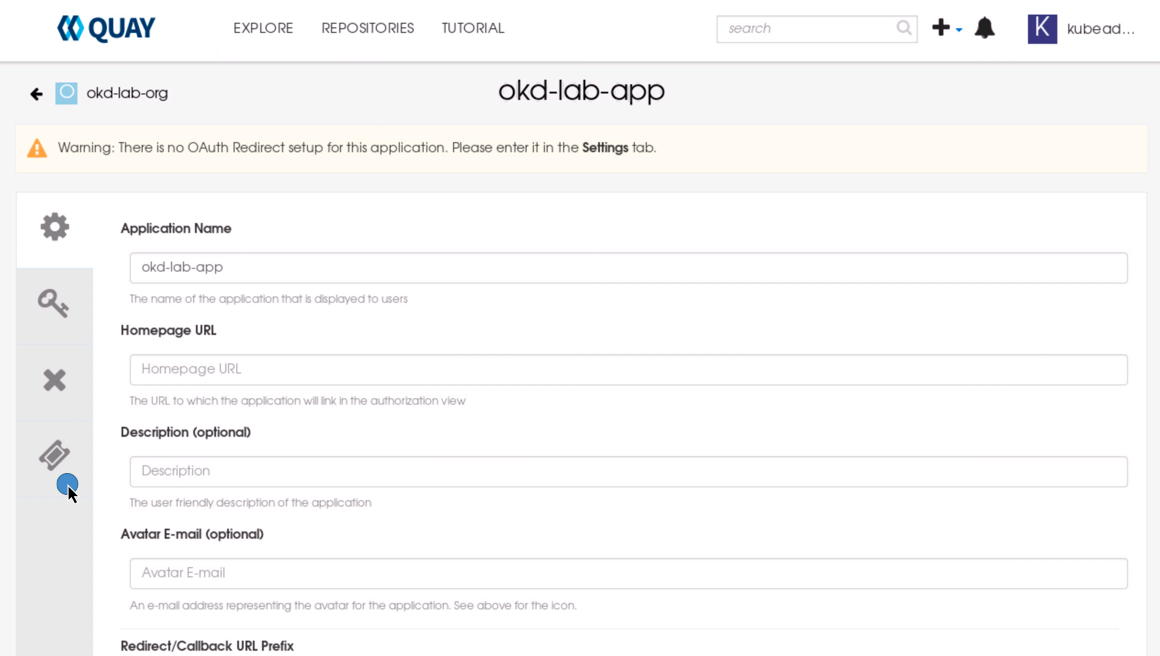 QUAY EXPLORE REPOSITORIES TUTORIAL search K kubead...
okd-lab-org okd-lab-app
Warning: There is no OAuth Redirect setup for this application. Please enter it in the Settings tab.
Application Name
okd-lab-app
The name of the application that is displayed to users
Homepage URL
Homepage URL
The URL to which the application will link in the authorization view
Description (optional)
Description
The user friendly description of the application
Avatar E-mail (optional)
Avatar E-mail
An e-mail address representing the avatar for the application. See above for the icon.
Redirect/Callback URL Prefix